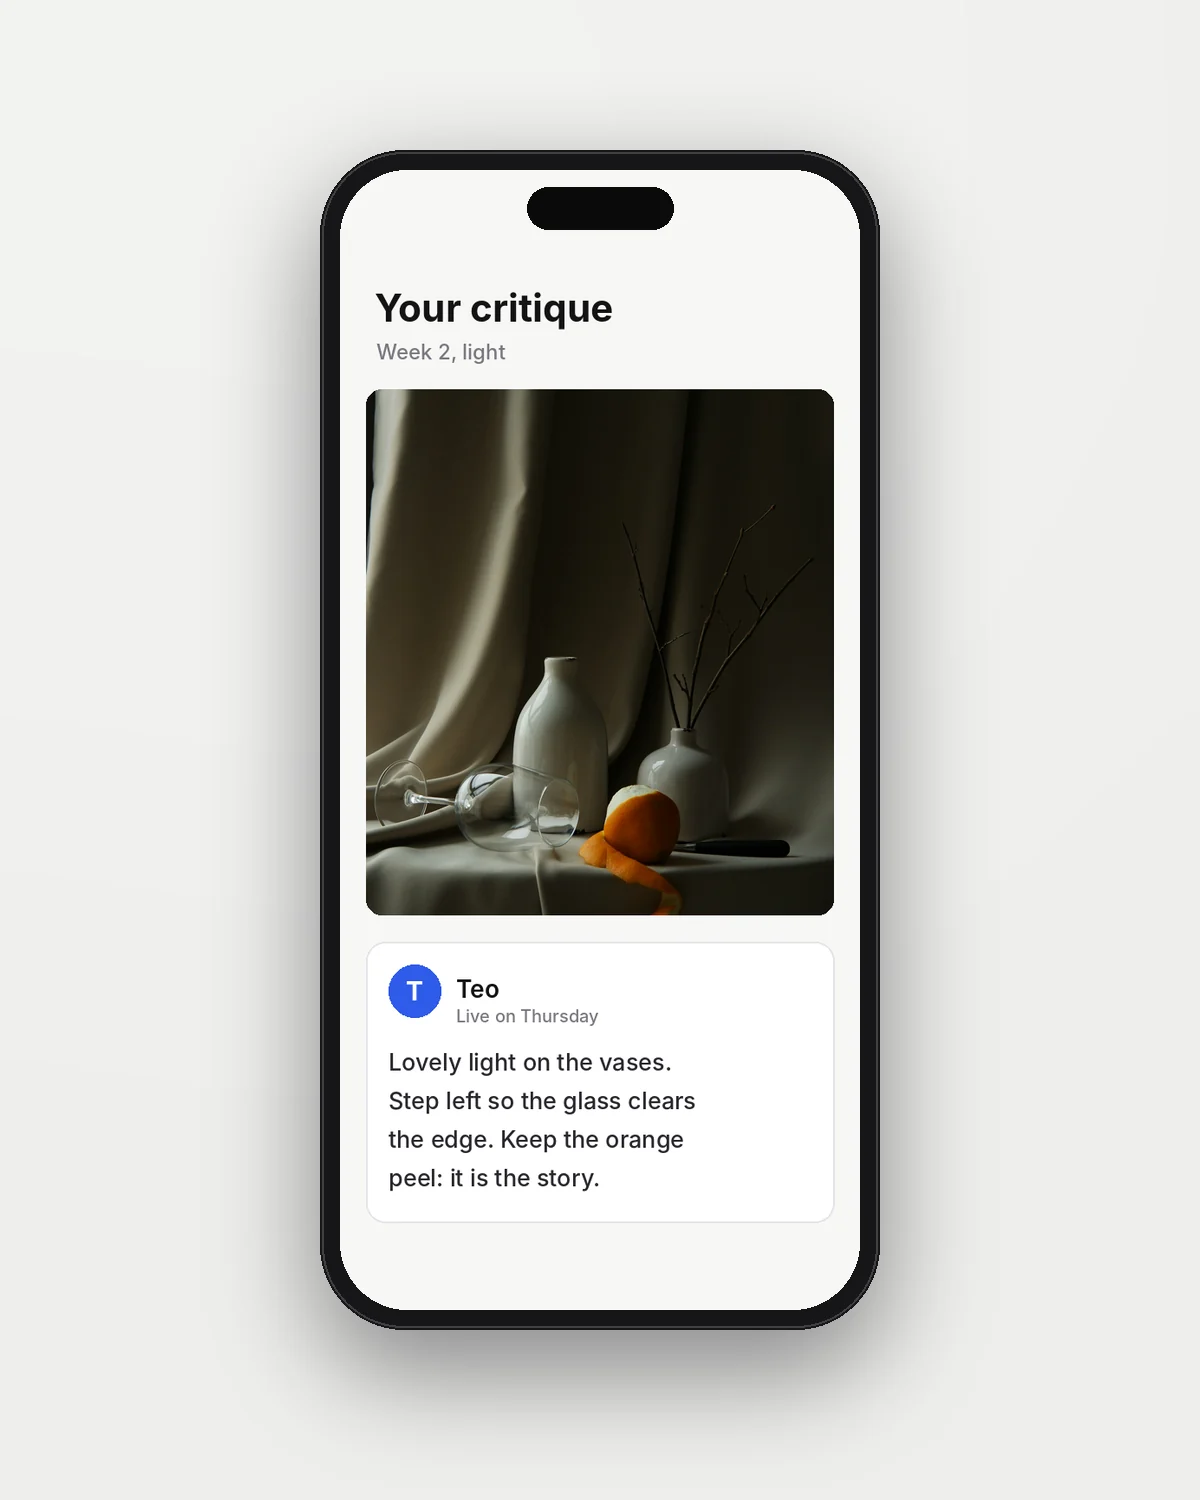 Your critique
Week 2, light
T
Teo
Live on Thursday
Lovely light on the vases.
Step left so the glass clears
the edge. Keep the orange
peel: it is the story.